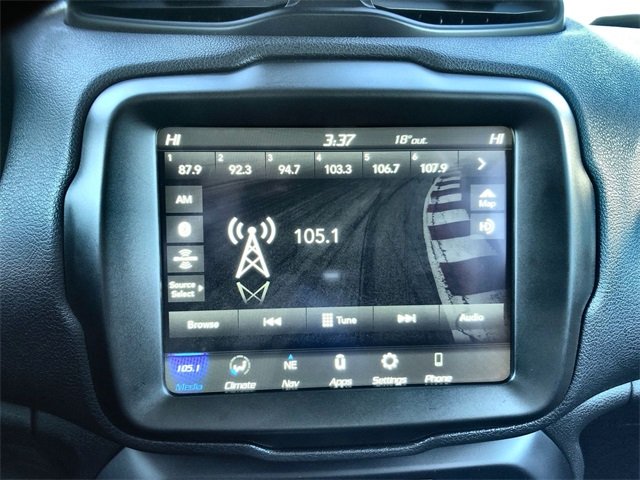 HI 3:37 18°out. HI
1 87.9 2 92.3 3 94.7 4 103.3 5 106.7 6 107.9
AM
Map
105.1
HD
Source
Select
Browse Tune Audio
105.1 NE
Media Climate Nav Apps Settings Phone